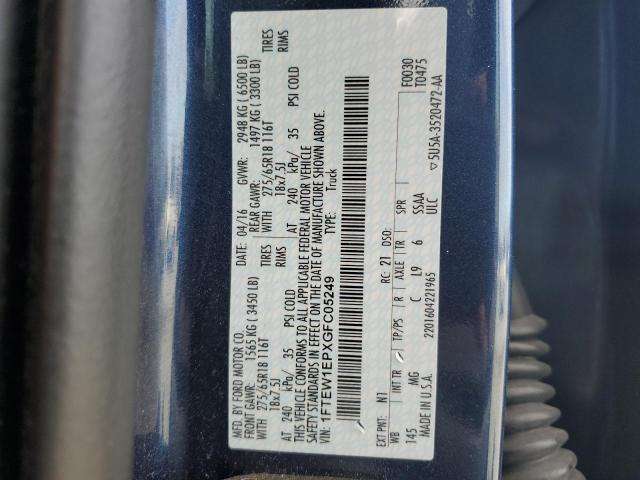 MFD. BY FORD MOTOR CO.
DATE: 04/16 GVWR: 2948 KG ( 6500 LB)
FRONT GAWR: 1565 KG ( 3450 LB) REAR GAWR: 1497 KG ( 3300 LB)
WITH 275/65R18 116T TIRES WITH 275/65R18 116T TIRES
18x7.5J RIMS 18x7.5J RIMS
AT 240 kPa/ 35 PSI COLD AT 240 kPa/ 35 PSI COLD
THIS VEHICLE CONFORMS TO ALL APPLICABLE FEDERAL MOTOR VEHICLE
SAFETY STANDARDS IN EFFECT ON THE DATE OF MANUFACTURE SHOWN ABOVE.
VIN: 1FTEW1EPXGFC05249 TYPE: Truck
F0030
T0475
EXT PNT: N1 RC: 21 DSO:
WB INT TR TP/PS R AXLE TR SPR
145 MG C L9 6 SSAA
ULC
MADE IN U.S.A. 2201604221965
▽5U5A-3520472-AA